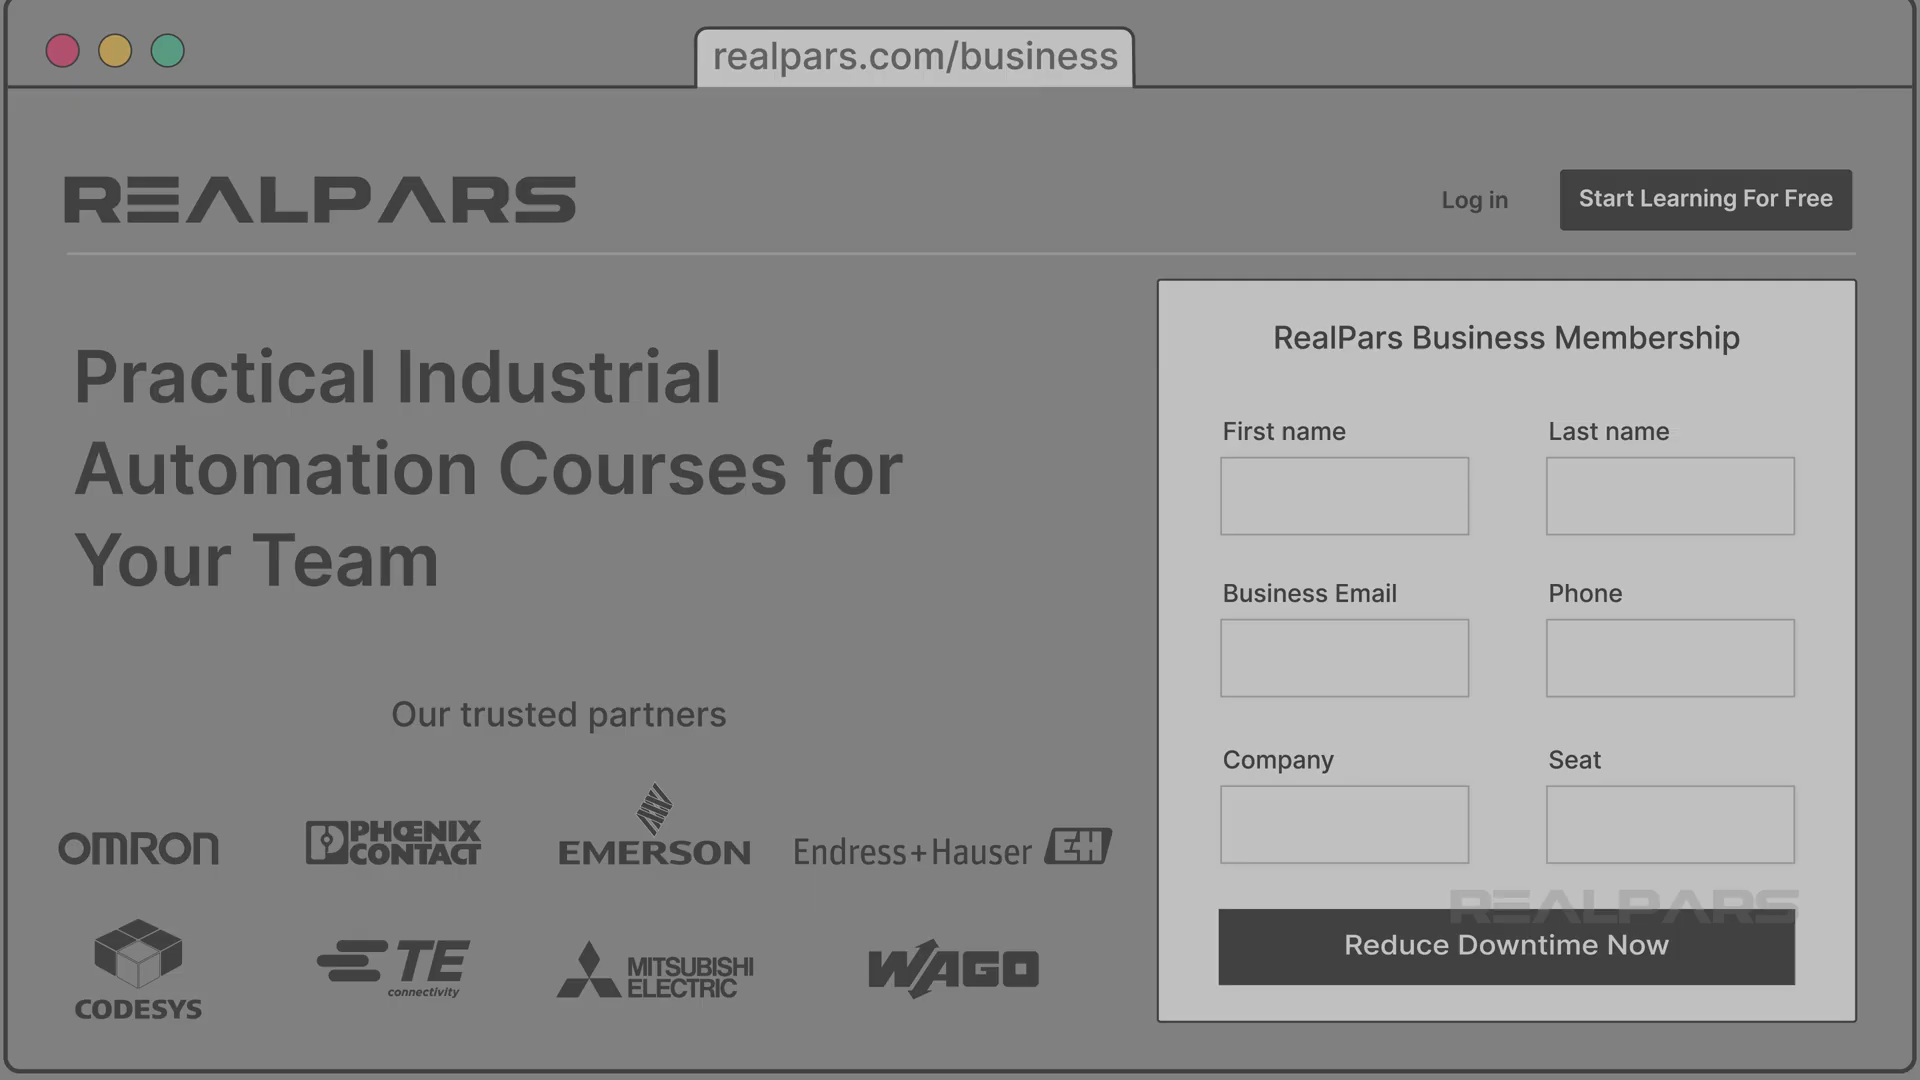 realpars.com/business
REALPARS
Log in
Start Learning For Free
Practical Industrial
Automation Courses for
Your Team
RealPars Business Membership
First name
Last name
Business Email
Phone
Company
Seat
REALPARS
Reduce Downtime Now
Our trusted partners
OMRON
PHŒNIX
CONTACT
EMERSON
Endress+Hauser EH
CODESYS
TE
connectivity
MITSUBISHI
ELECTRIC
WAGO